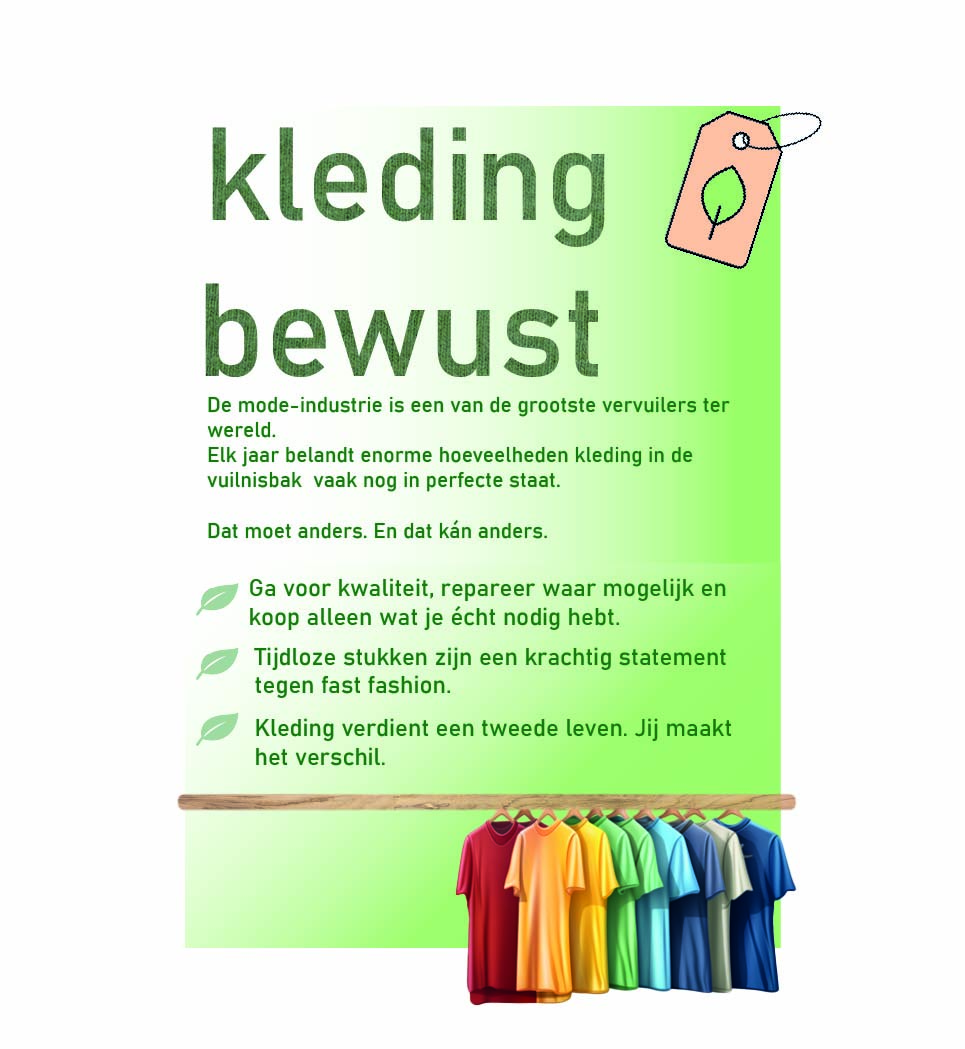 kleding
bewust
De mode-industrie is een van de grootste vervuilers ter
wereld.
Elk jaar belandt enorme hoeveelheden kleding in de
vuilnisbak  vaak nog in perfecte staat.
Dat moet anders. En dat kán anders.
Ga voor kwaliteit, repareer waar mogelijk en
koop alleen wat je écht nodig hebt.
Tijdloze stukken zijn een krachtig statement
tegen fast fashion.
Kleding verdient een tweede leven. Jij maakt
het verschil.